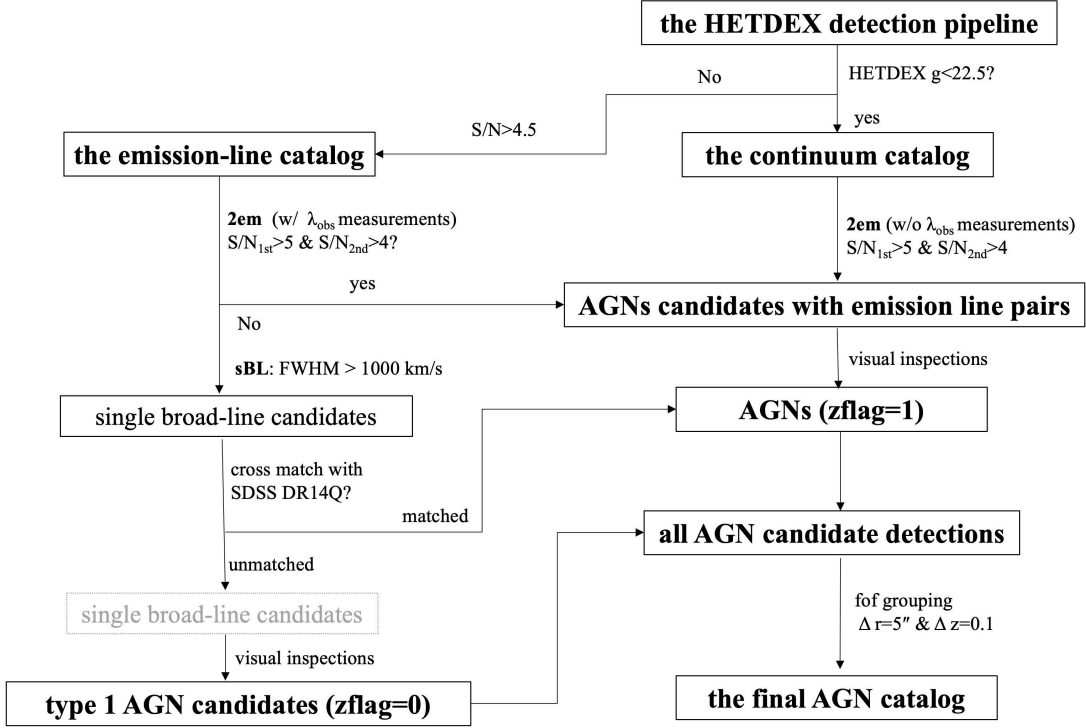 the HETDEX detection pipeline
HETDEX g<22.5?
No
yes
S/N>4.5
the emission-line catalog
the continuum catalog
2em (w/ λobs measurements)
S/N1st>5 & S/N2nd>4?
2em (w/o λobs measurements)
S/N1st>5 & S/N2nd>4
yes
AGNs candidates with emission line pairs
No
visual inspections
sBL: FWHM > 1000 km/s
single broad-line candidates
AGNs (zflag=1)
cross match with
SDSS DR14Q?
matched
all AGN candidate detections
unmatched
single broad-line candidates
fof grouping
Δ r=5″ & Δ z=0.1
visual inspections
type 1 AGN candidates (zflag=0)
the final AGN catalog